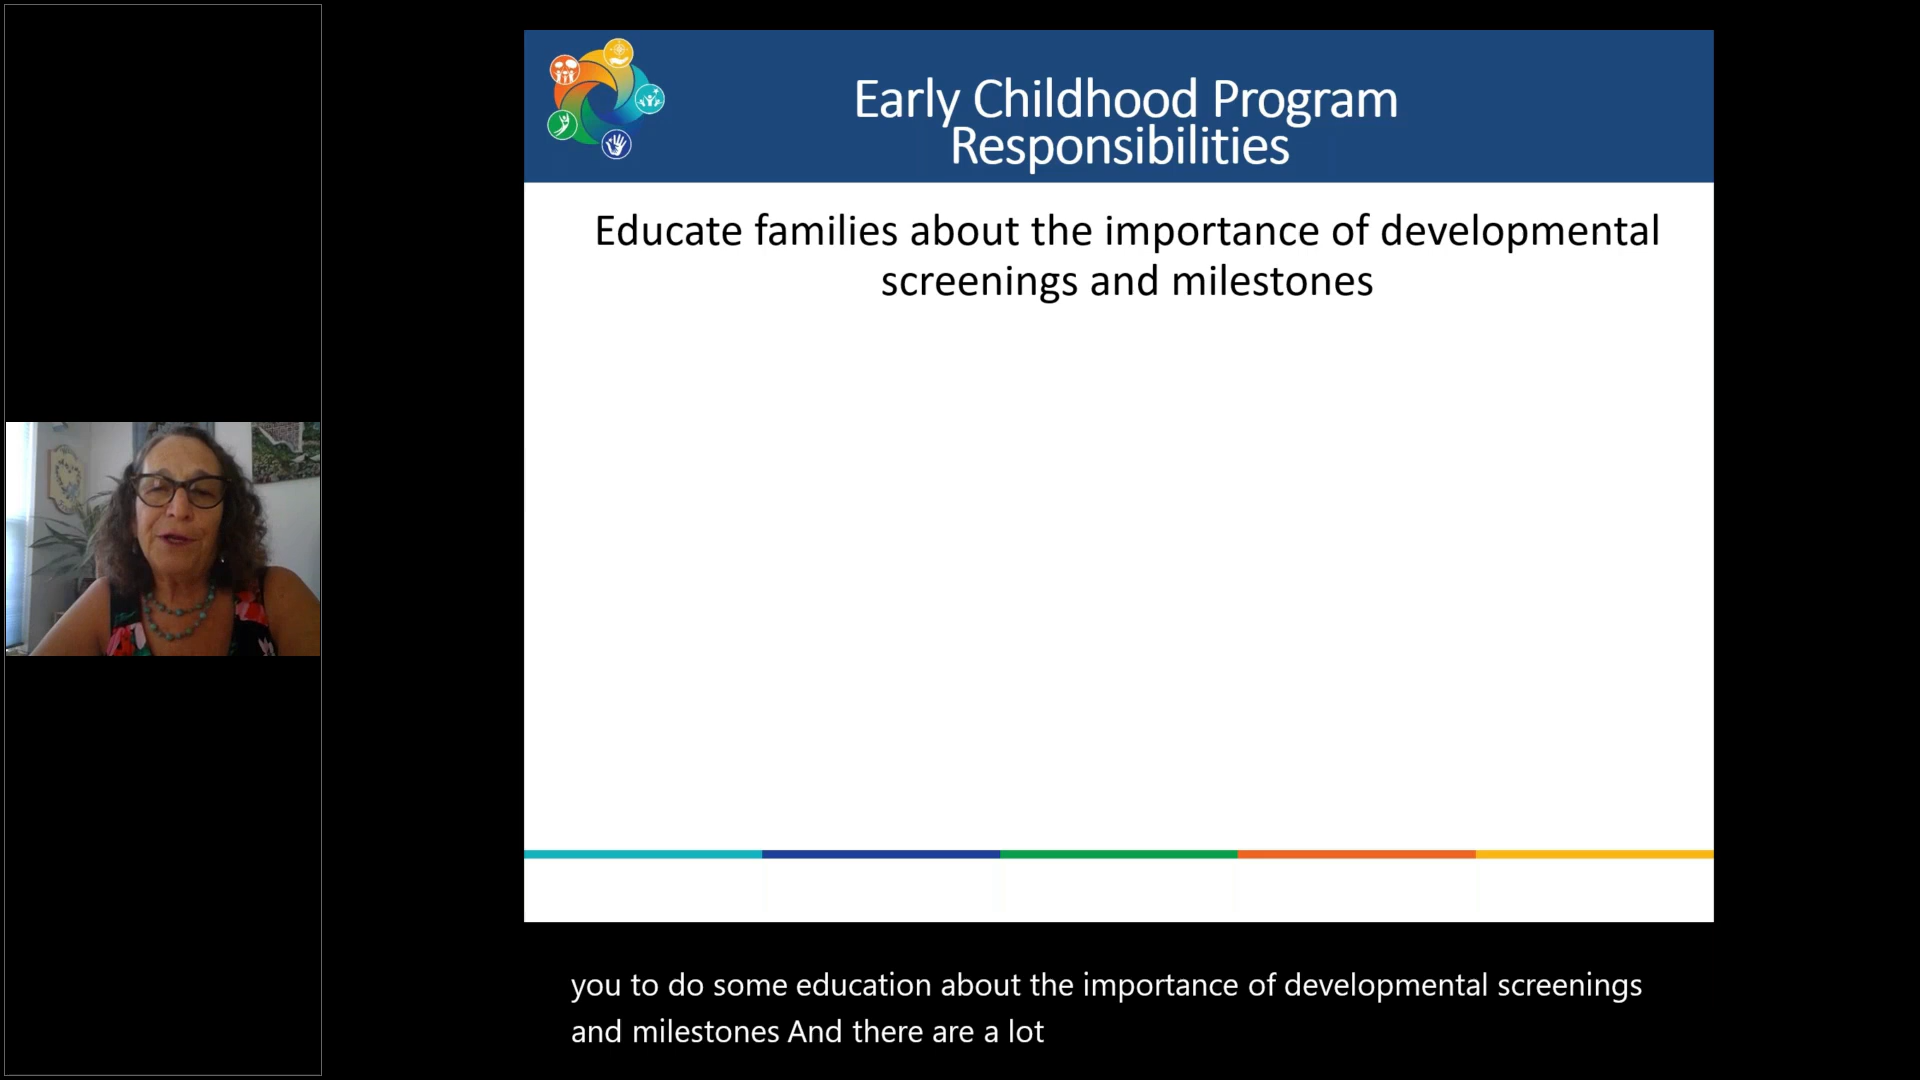 Early Childhood Program
Responsibilities
Educate families about the importance of developmental
screenings and milestones
you to do some education about the importance of developmental screenings
and milestones And there are a lot